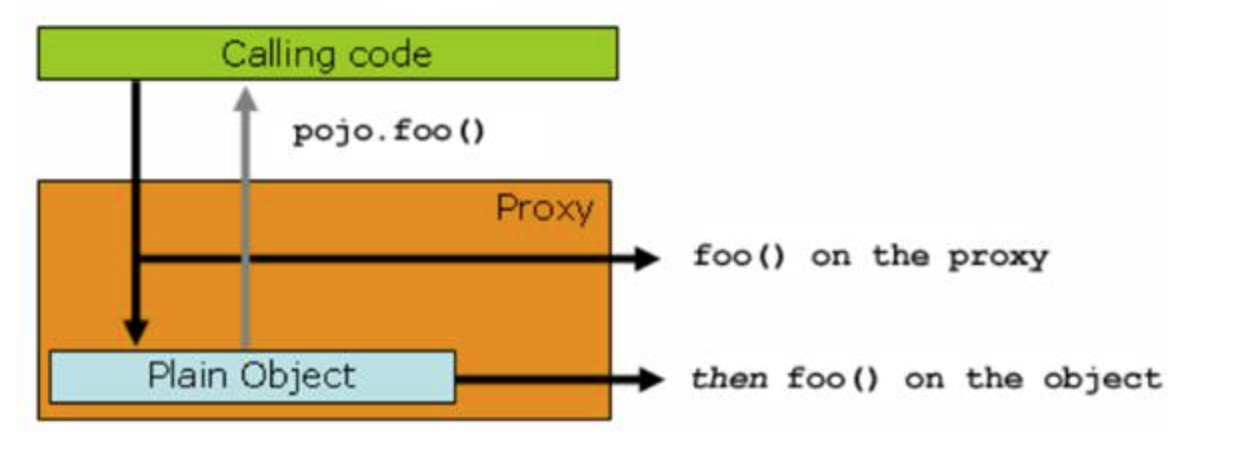 Calling code
pojo.foo()
Proxy
foo() on the proxy
Plain Object
then foo() on the object